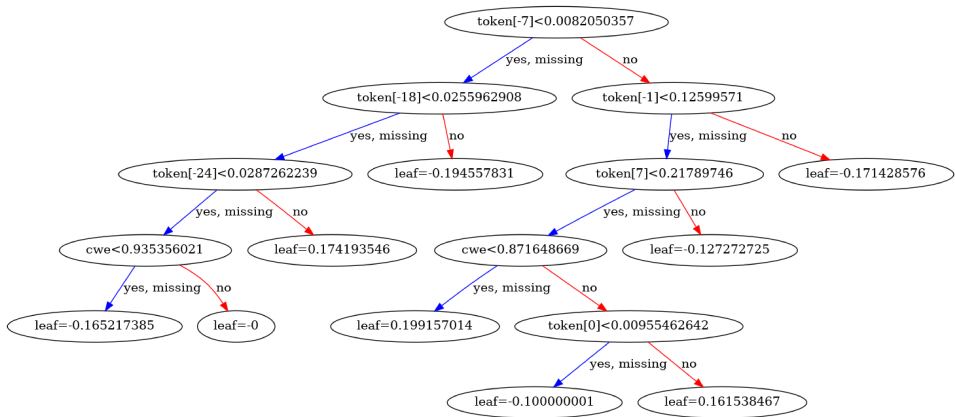 token[-7]<0.0082050357
yes, missing
no
token[-18]<0.0255962908
token[-1]<0.12599571
yes, missing
no
yes, missing
no
token[-24]<0.0287262239
leaf=-0.194557831
token[7]<0.21789746
leaf=-0.171428576
yes, missing
no
yes, missing
no
cwe<0.935356021
leaf=0.174193546
cwe<0.871648669
leaf=-0.127272725
yes, missing
no
yes, missing
no
leaf=-0.165217385
leaf=-0
leaf=0.199157014
token[0]<0.00955462642
yes, missing
no
leaf=-0.100000001
leaf=0.161538467